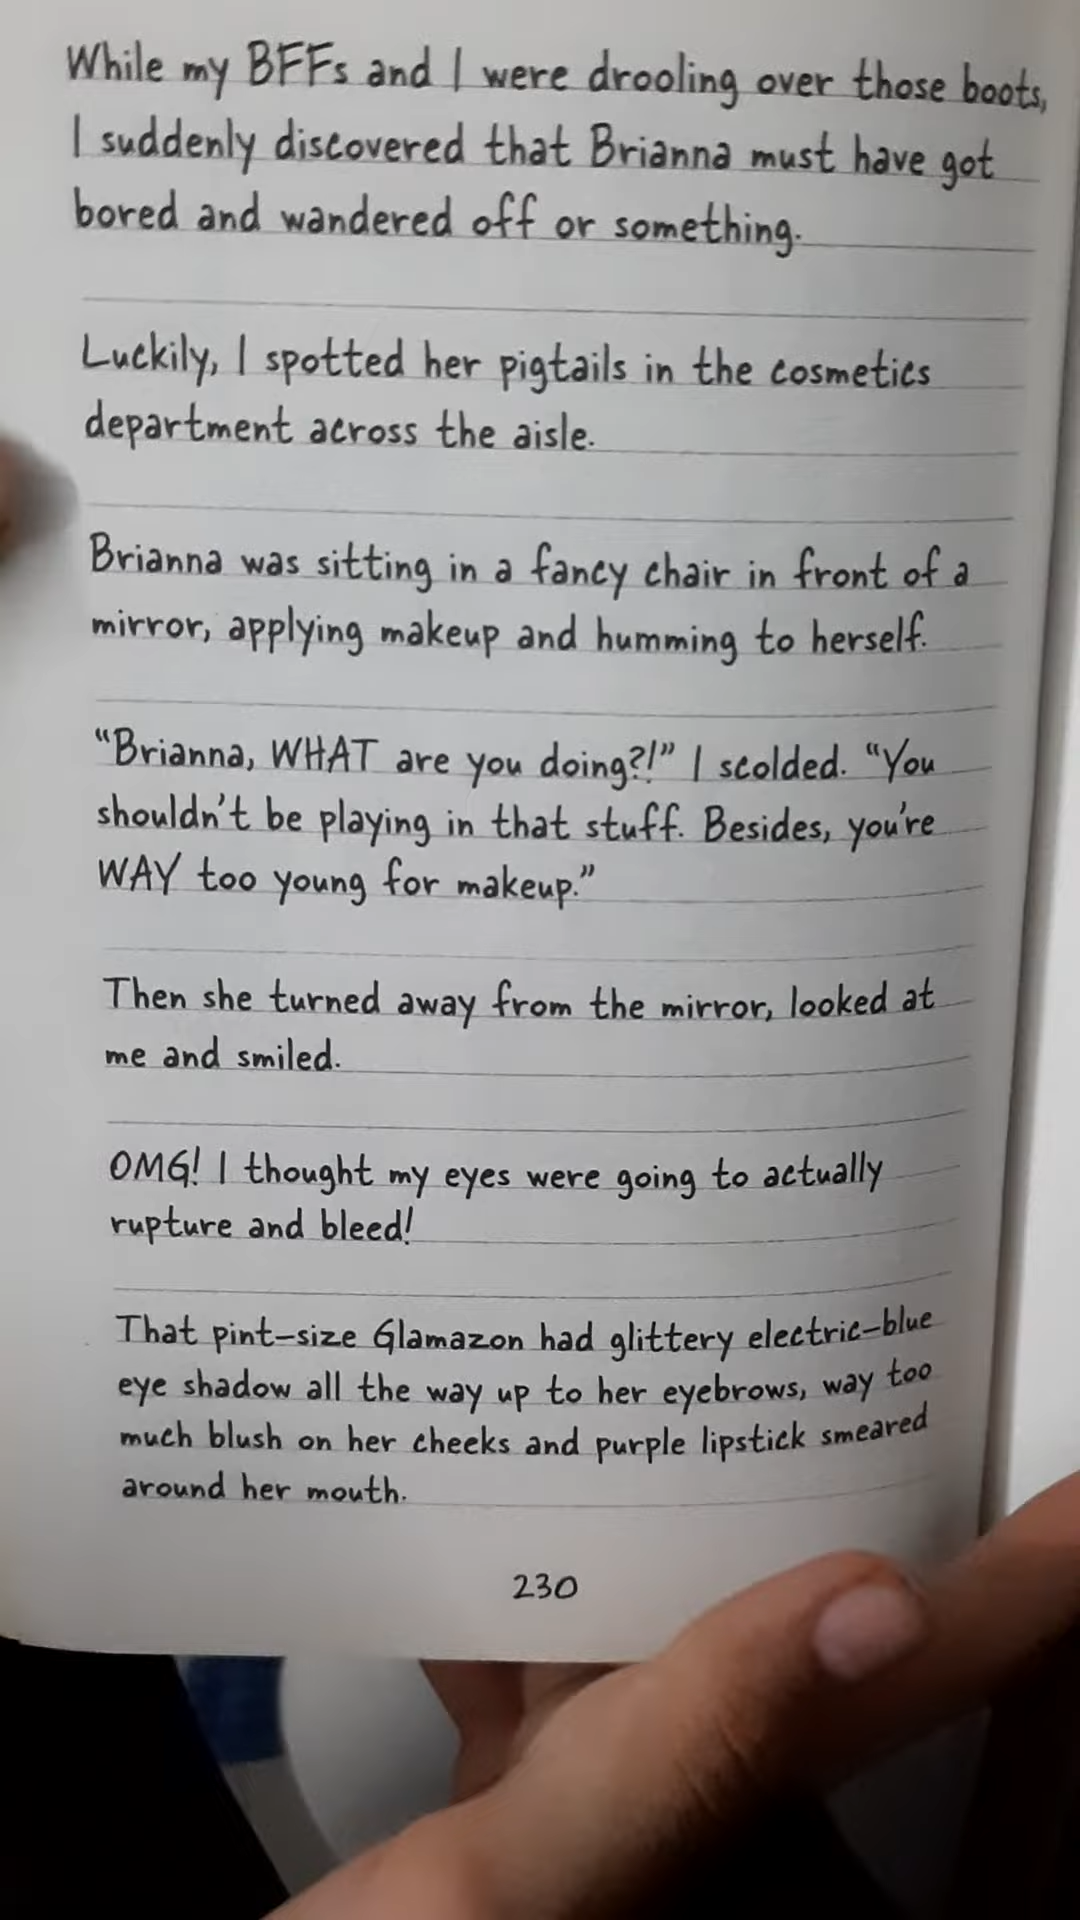 While my BFFs and I were drooling over those boots,
I suddenly discovered that Brianna must have got
bored and wandered off or something.
Luckily, I spotted her pigtails in the cosmetics
department across the aisle.
Brianna was sitting in a fancy chair in front of a
mirror, applying makeup and humming to herself.
“Brianna, WHAT are you doing?!” I scolded. “You
shouldn't be playing in that stuff. Besides, you're
WAY too young for makeup.”
Then she turned away from the mirror, looked at
me and smiled.
OMG! I thought my eyes were going to actually
rupture and bleed!
That pint-size Glamazon had glittery electric-blue
eye shadow all the way up to her eyebrows, way too
much blush on her cheeks and purple lipstick smeared
around her mouth.
230